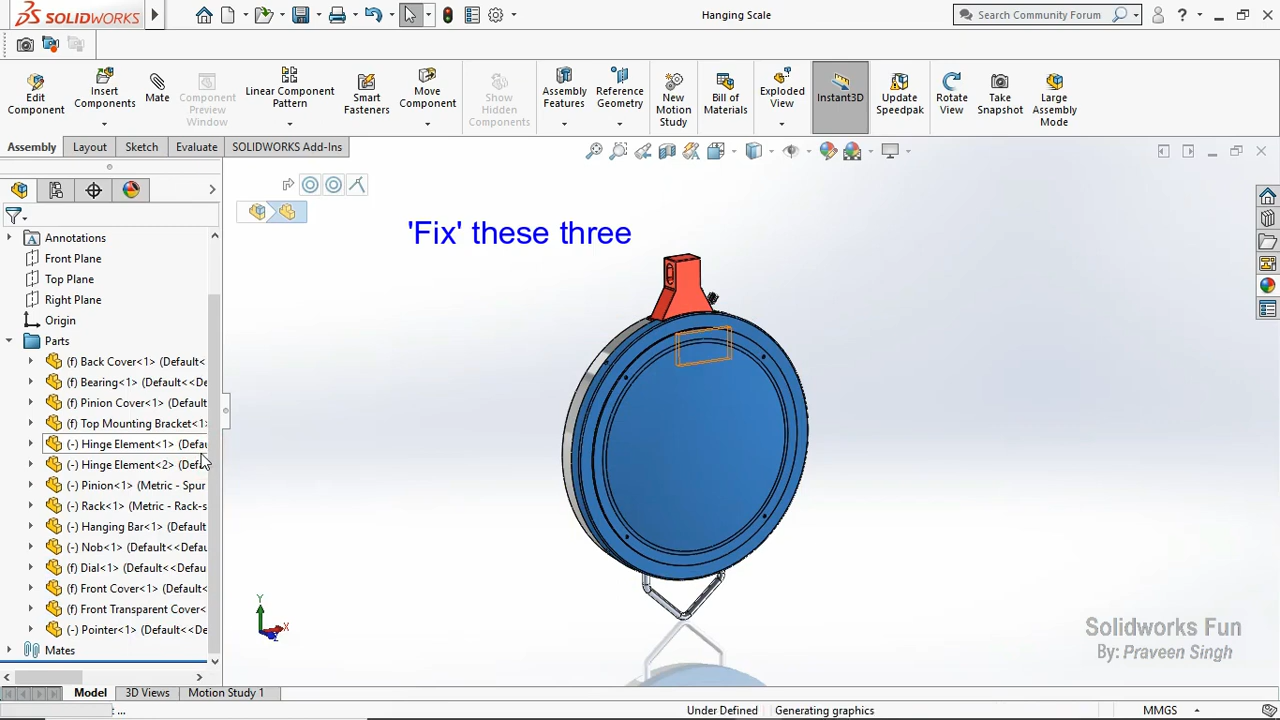 SOLIDWORKS
Hanging Scale
Search Community Forum
Edit Component
Insert Components
Mate
Component Preview Window
Linear Component Pattern
Smart Fasteners
Move Component
Show Hidden Components
Assembly Features
Reference Geometry
New Motion Study
Bill of Materials
Exploded View
Instant3D
Update Speedpak
Rotate View
Take Snapshot
Large Assembly Mode
Assembly
Layout
Sketch
Evaluate
SOLIDWORKS Add-Ins
'Fix' these three
Annotations
Front Plane
Top Plane
Right Plane
Origin
Parts
(f) Back Cover<1> (Default<
(f) Bearing<1> (Default<<De
(f) Pinion Cover<1> (Default
(f) Top Mounting Bracket<1>
(-) Hinge Element<1> (Defau
(-) Hinge Element<2> (Defau
(-) Pinion<1> (Metric - Spur
(-) Rack<1> (Metric - Rack-s
(-) Hanging Bar<1> (Default
(-) Nob<1> (Default<<Defau
(f) Dial<1> (Default<<Defau
(f) Front Cover<1> (Default<
(f) Front Transparent Cover<
(-) Pointer<1> (Default<<De
Mates
Y
X
Z
Solidworks Fun
By: Praveen Singh
Model
3D Views
Motion Study 1
...
Under Defined
Generating graphics
MMGS